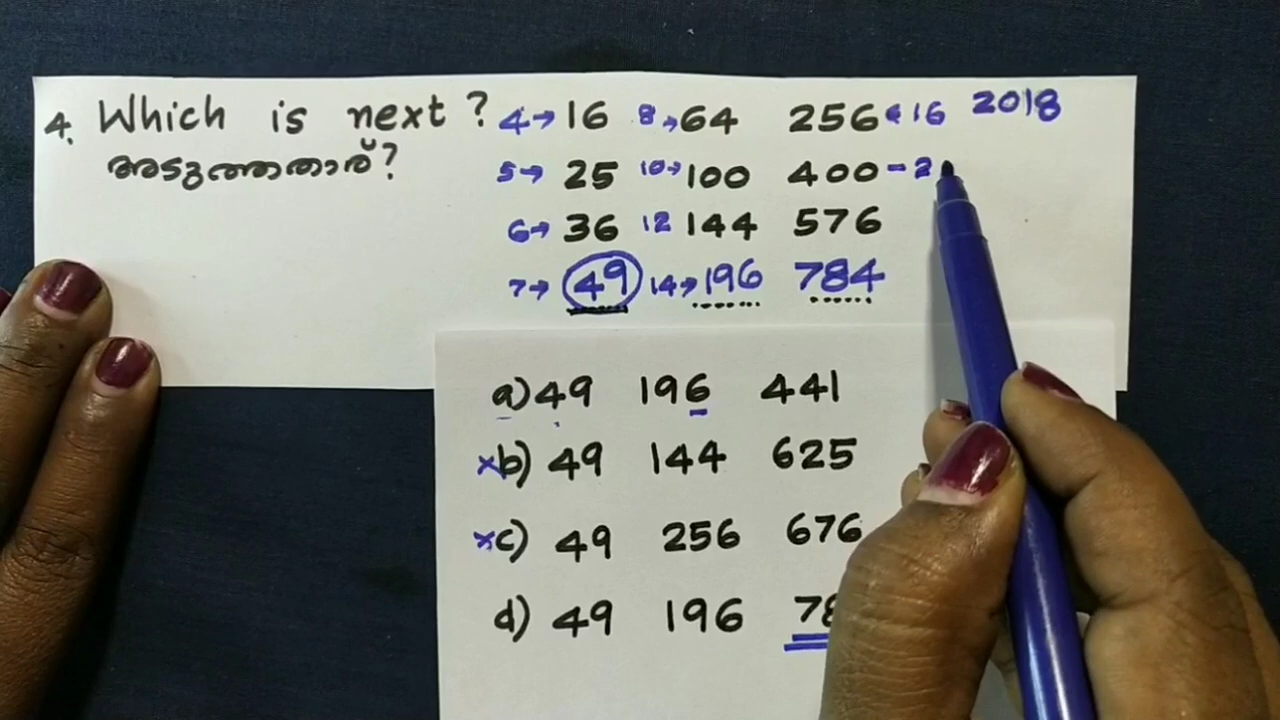 4. Which is next? 4→ 16 8→ 64 256 ← 16 2018
അടുത്തതാര്? 5→ 25 10→ 100 400 - 2
6→ 36 12 144 576
7→ 49 14→ 196 784
a) 49 196 441
×b) 49 144 625
×c) 49 256 676
d) 49 196 78